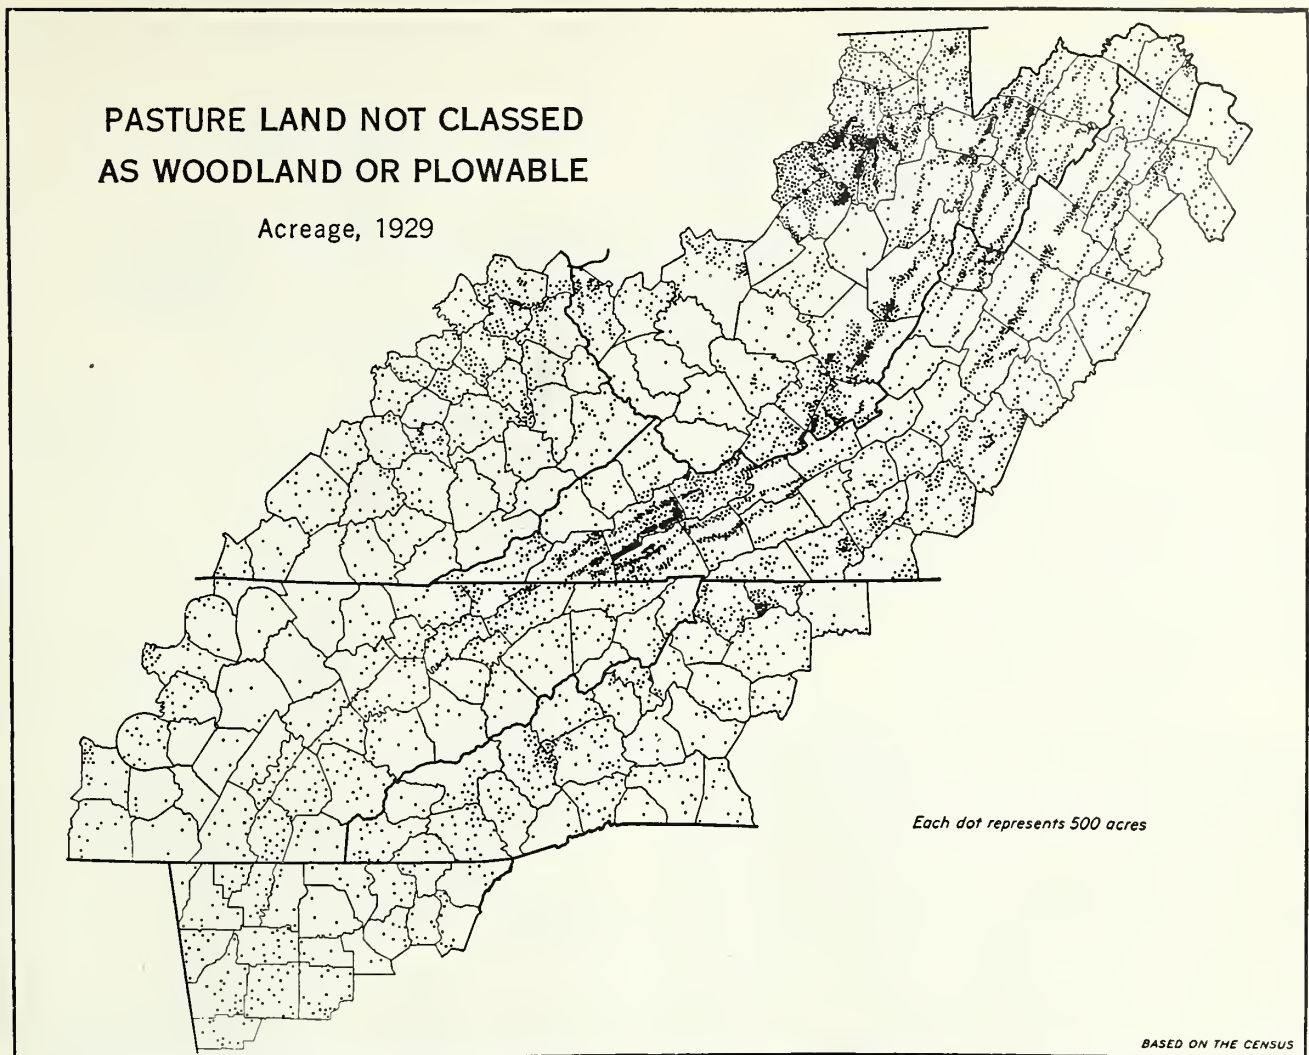 PASTURE LAND NOT CLASSED
AS WOODLAND OR PLOWABLE
Acreage, 1929
Each dot represents 500 acres
BASED ON THE CENSUS